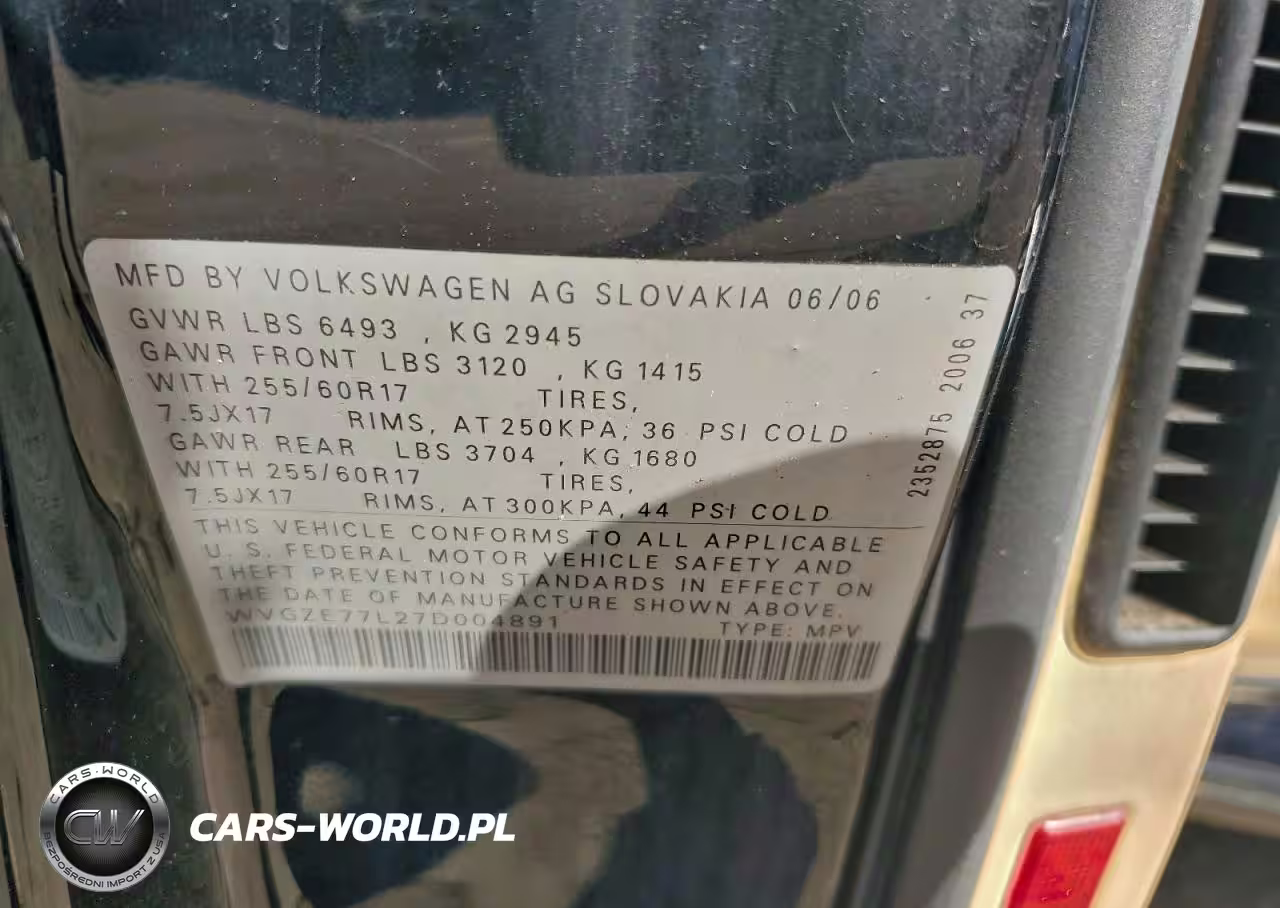 MFD BY VOLKSWAGEN AG SLOVAKIA 06/06
GVWR LBS 6493 , KG 2945
GAWR FRONT LBS 3120 , KG 1415
WITH 255/60R17 TIRES,
7.5JX17 RIMS, AT 250KPA, 36 PSI COLD
GAWR REAR LBS 3704 , KG 1680
WITH 255/60R17 TIRES,
7.5JX17 RIMS, AT 300KPA, 44 PSI COLD
THIS VEHICLE CONFORMS TO ALL APPLICABLE
U. S. FEDERAL MOTOR VEHICLE SAFETY AND
THEFT PREVENTION STANDARDS IN EFFECT ON
THE DATE OF MANUFACTURE SHOWN ABOVE.
WVGZE77L27D004891 TYPE: MPV
2352875 2006 37
CARS-WORLD
CW
BEZPOŚREDNI IMPORT Z USA
CARS-WORLD.PL